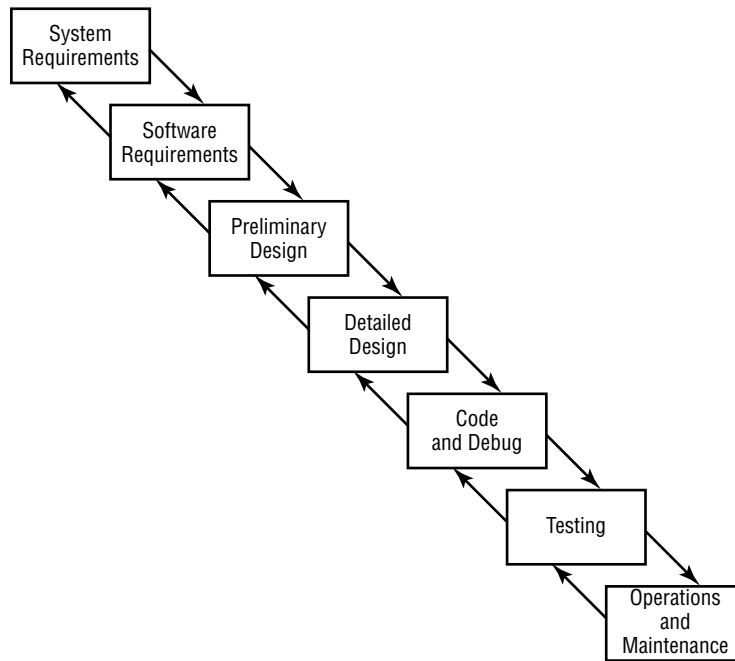 System
Requirements
Software
Requirements
Preliminary
Design
Detailed
Design
Code
and Debug
Testing
Operations
and
Maintenance